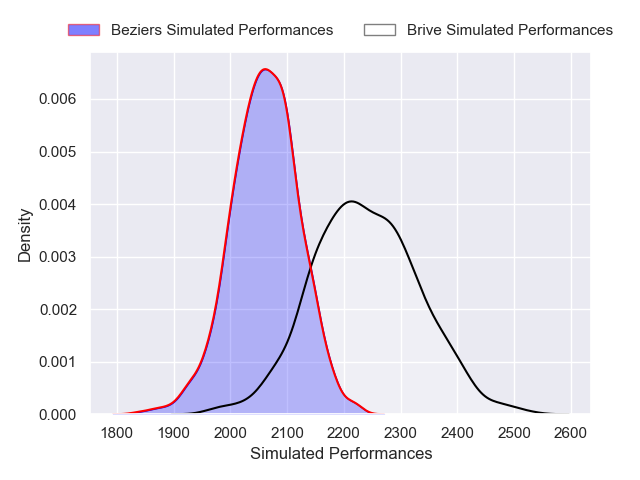 Beziers Simulated Performances Brive Simulated Performances
0.006
0.005
0.004
0.003
0.002
0.001
0.000
Density
1800 1900 2000 2100 2200 2300 2400 2500 2600
Simulated Performances